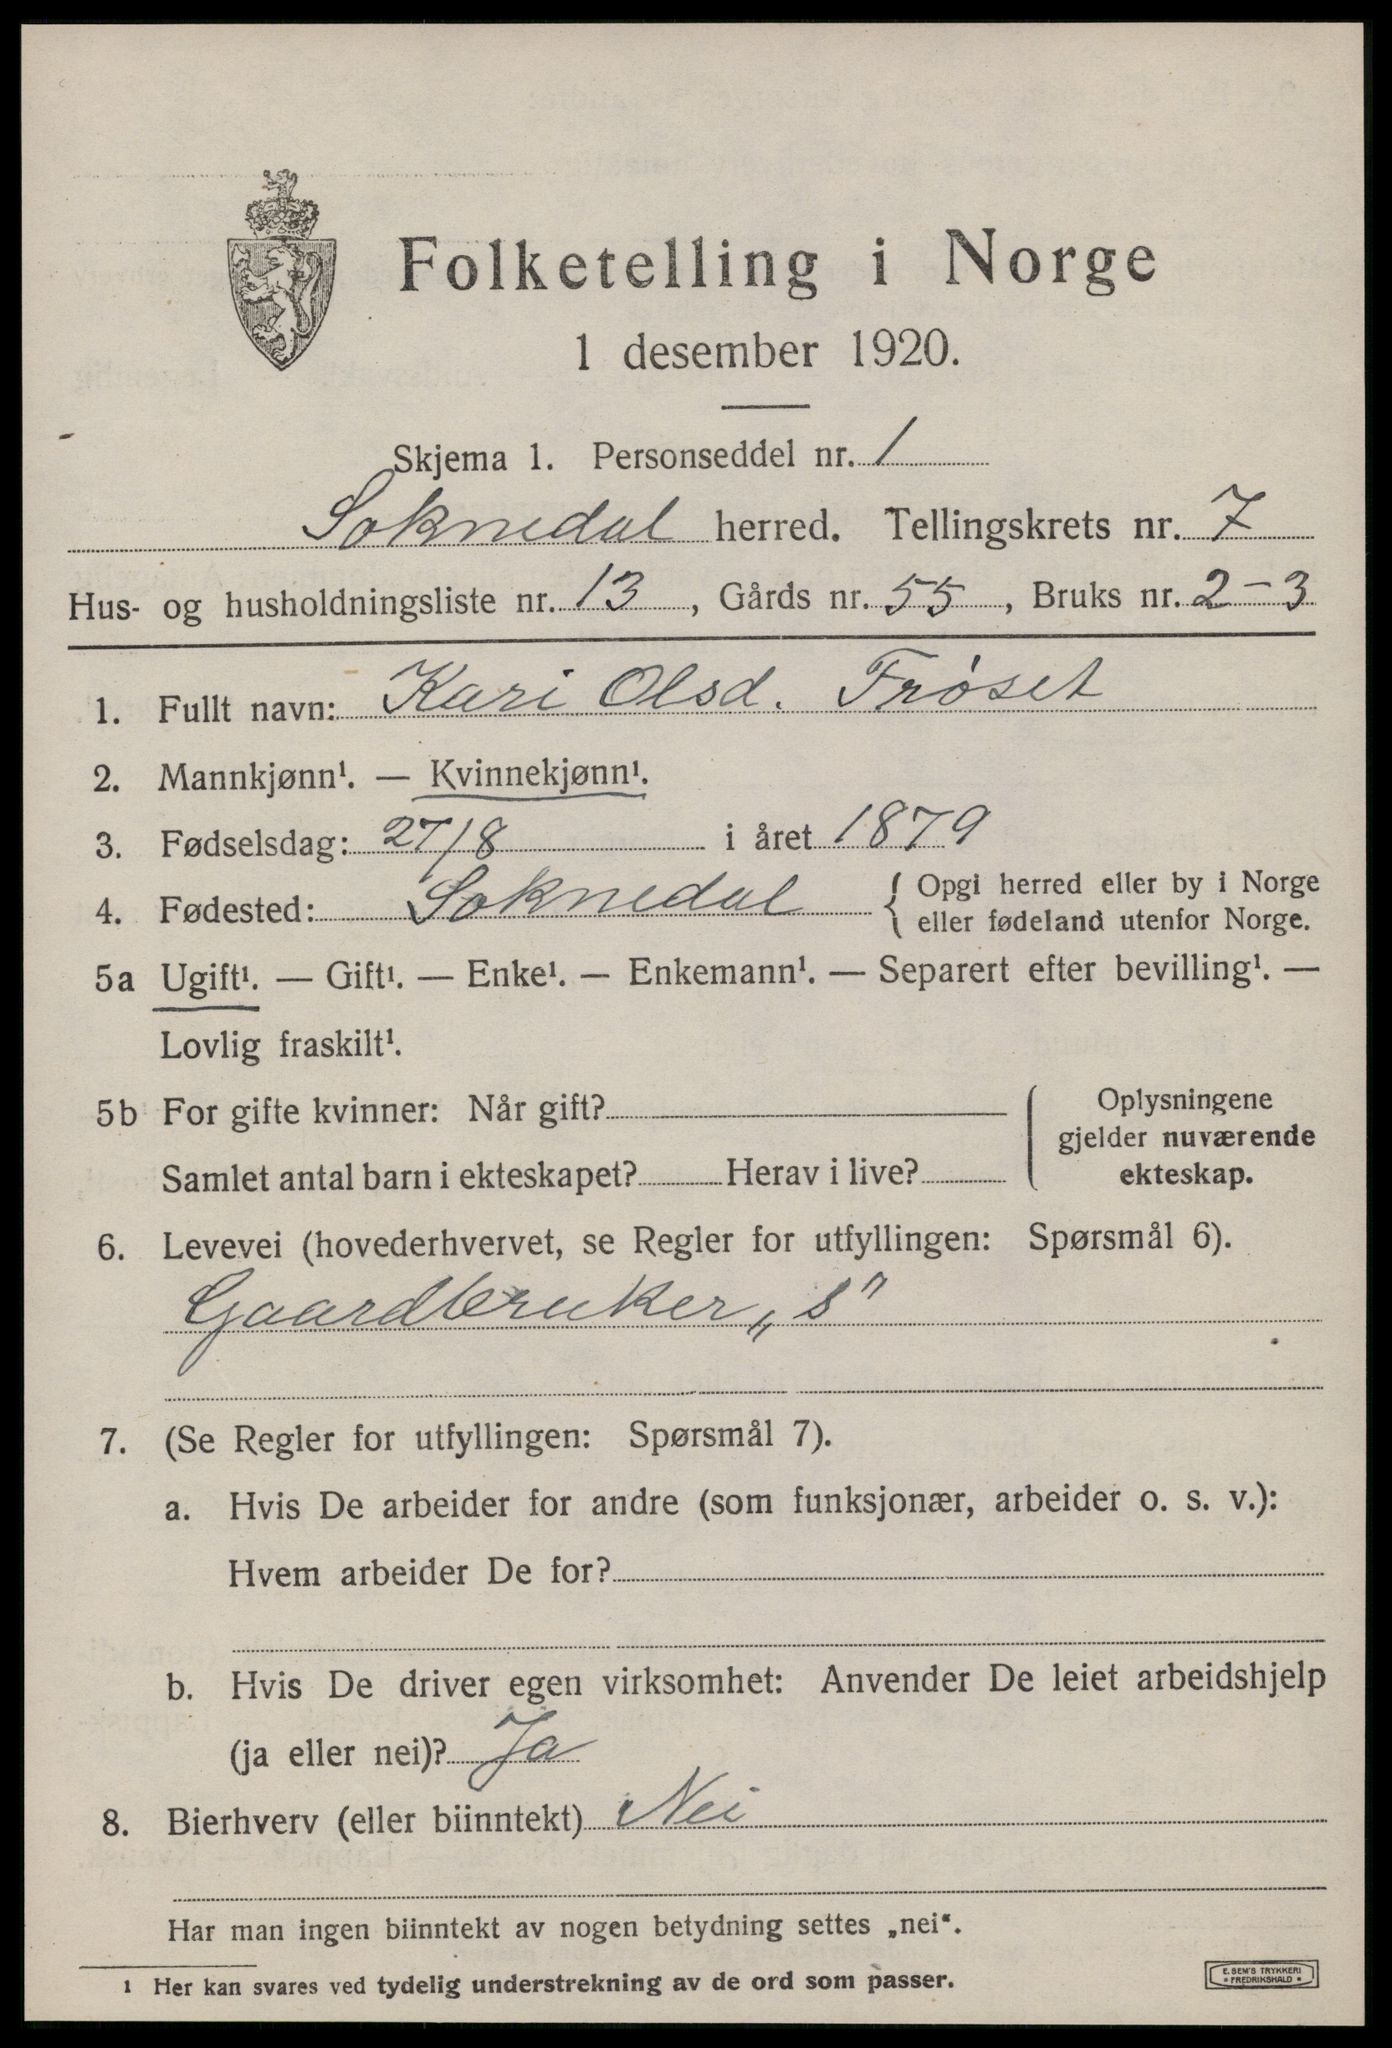 Folketelling i Norge
1 desember 1920.
Skjema 1. Personseddel nr. 1
Soknedal herred. Tellingskrets nr. 7
Hus- og husholdningsliste nr. 13, Gårds nr. 55, Bruks nr. 2-3
1. Fullt navn: Kari Olsd. Frøset
2. Mannkjønn¹. — Kvinnekjønn¹.
3. Fødselsdag: 27/8 i året 1879
4. Fødested: Soknedal { Opgi herred eller by i Norge
eller fødeland utenfor Norge.
5a Ugift¹. — Gift¹. — Enke¹. — Enkemann¹. — Separert efter bevilling¹. —
Lovlig fraskilt¹.
5b For gifte kvinner: Når gift?
Samlet antal barn i ekteskapet? Herav i live?
Oplysningene
gjelder nuværende
ekteskap.
6. Levevei (hovederhvervet, se Regler for utfyllingen: Spørsmål 6).
Gaardbruker „s"
7. (Se Regler for utfyllingen: Spørsmål 7).
a. Hvis De arbeider for andre (som funksjonær, arbeider o. s. v.):
Hvem arbeider De for?
b. Hvis De driver egen virksomhet: Anvender De leiet arbeidshjelp
(ja eller nei)? Ja
8. Bierhverv (eller biinntekt) Nei
Har man ingen biinntekt av nogen betydning settes „nei“.
1 Her kan svares ved tydelig understrekning av de ord som passer.
E. SEM'S TRYKKERI
* FREDRIKSHALD *